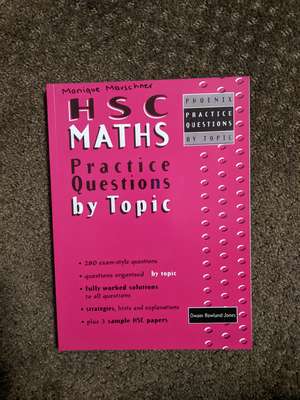 Monique Marschner
HSC
MATHS
Practice
Questions
by Topic
PHOENIX
PRACTICE
QUESTIONS
BY TOPIC
• 280 exam-style questions
• questions organised by topic
• fully worked solutions
to all questions
• strategies, hints and explanations
• plus 3 sample HSC papers
Owain Rowland-Jones